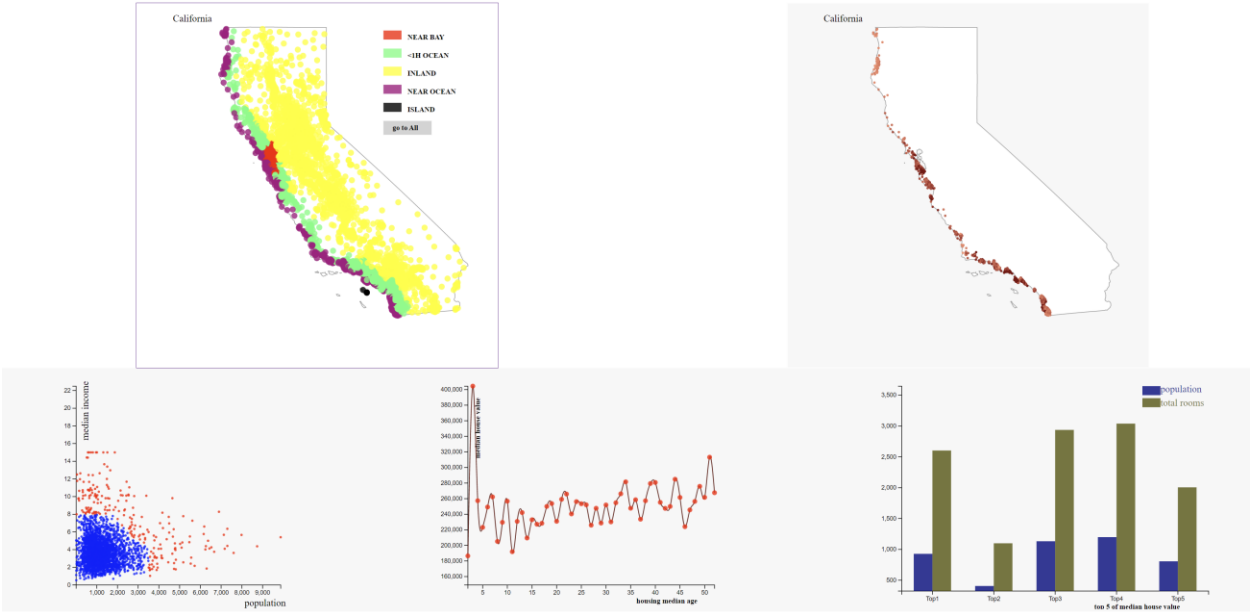 California
NEAR BAY
<1H OCEAN
INLAND
NEAR OCEAN
ISLAND
go to All
California
median income
22
20
18
16
14
12
10
8
6
4
2
0
1,000
2,000
3,000
4,000
5,000
6,000
7,000
8,000
9,000
population
median house value
400,000
380,000
360,000
340,000
320,000
300,000
280,000
260,000
240,000
220,000
200,000
180,000
160,000
5
10
15
20
25
30
35
40
45
50
housing median age
population
total rooms
3,500
3,000
2,500
2,000
1,500
1,000
500
Top1
Top2
Top3
Top4
Top5
top 5 of median house value